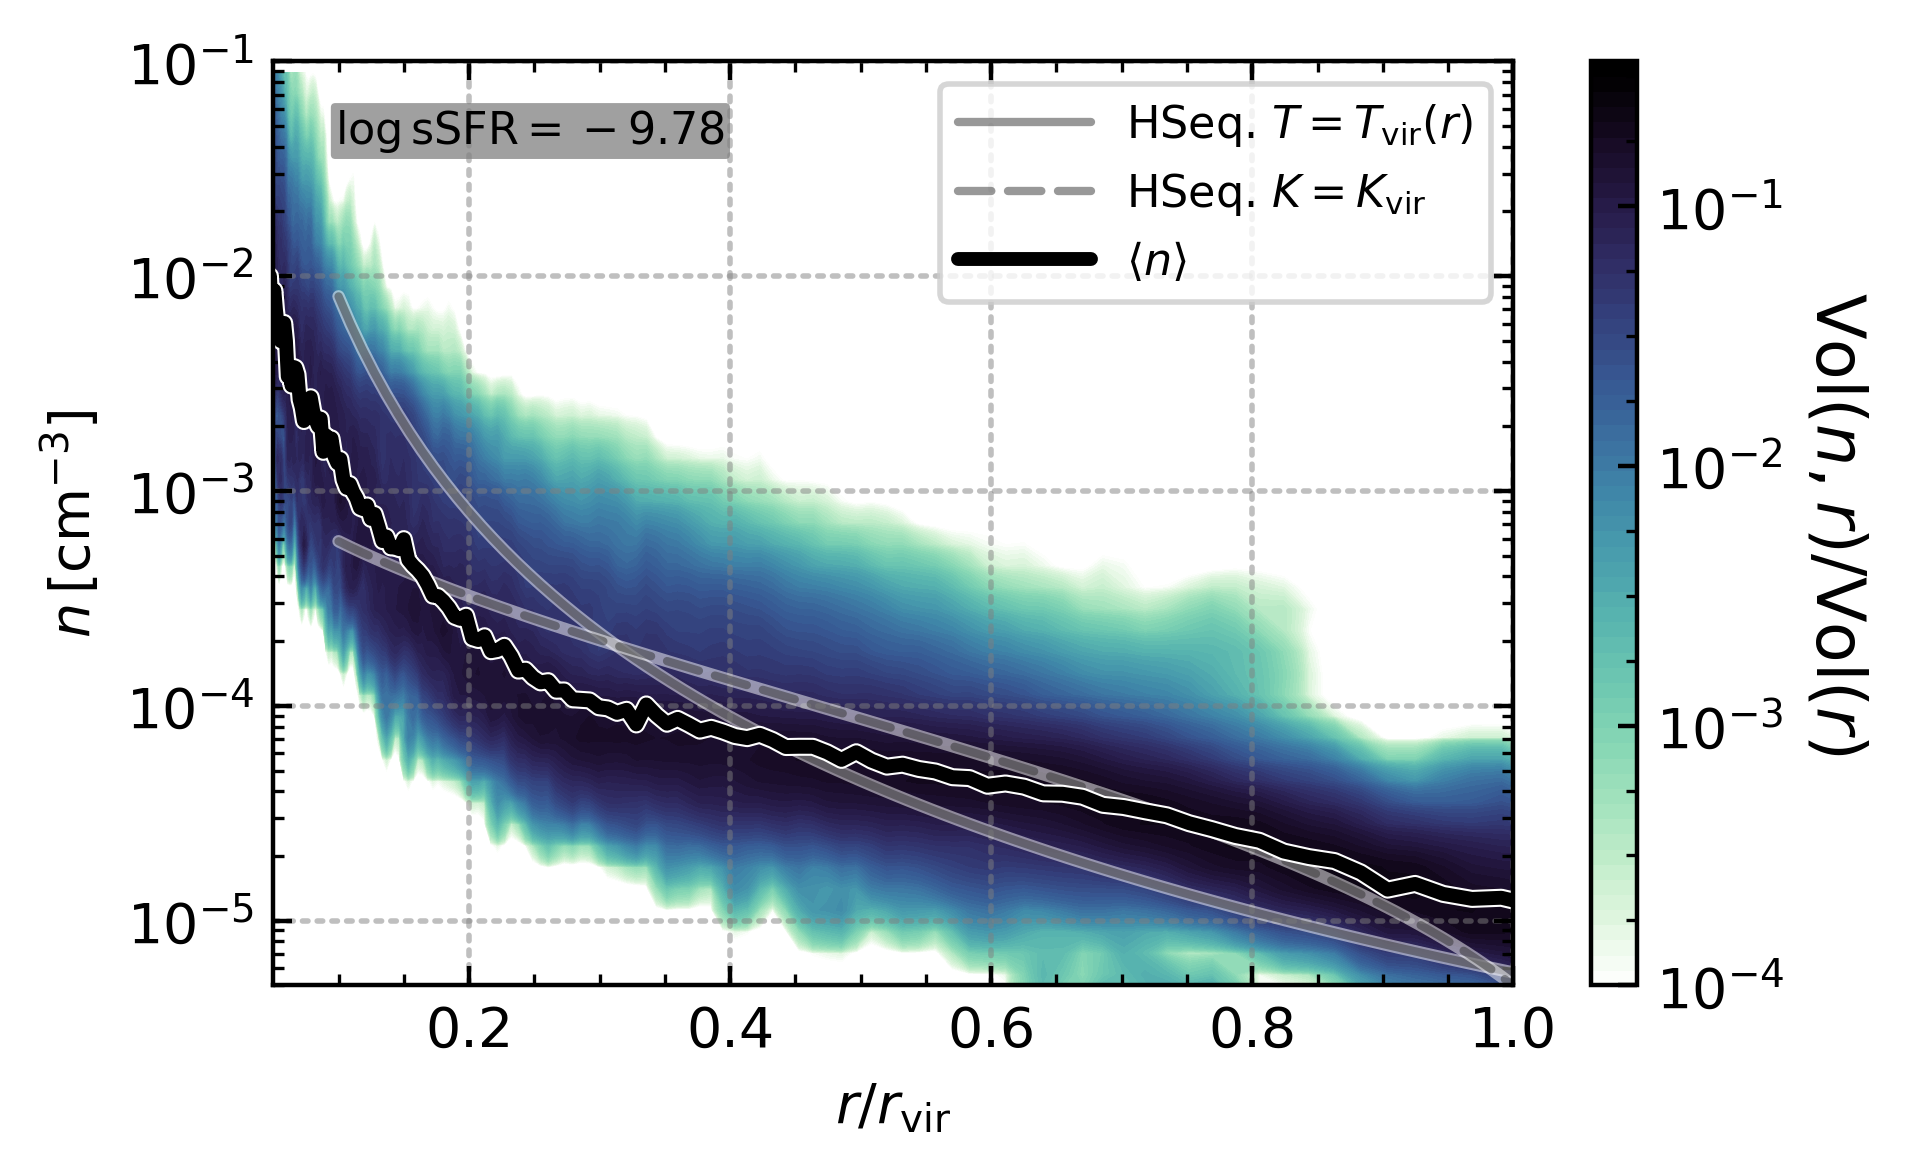 log sSFR = −9.78
HSeq. T = T_vir(r)
HSeq. K = K_vir
⟨n⟩
n [cm⁻³]
10⁻¹
10⁻²
10⁻³
10⁻⁴
10⁻⁵
0.2 0.4 0.6 0.8 1.0
r/r_vir
10⁻¹
10⁻²
10⁻³
10⁻⁴
Vol(n, r)/Vol(r)